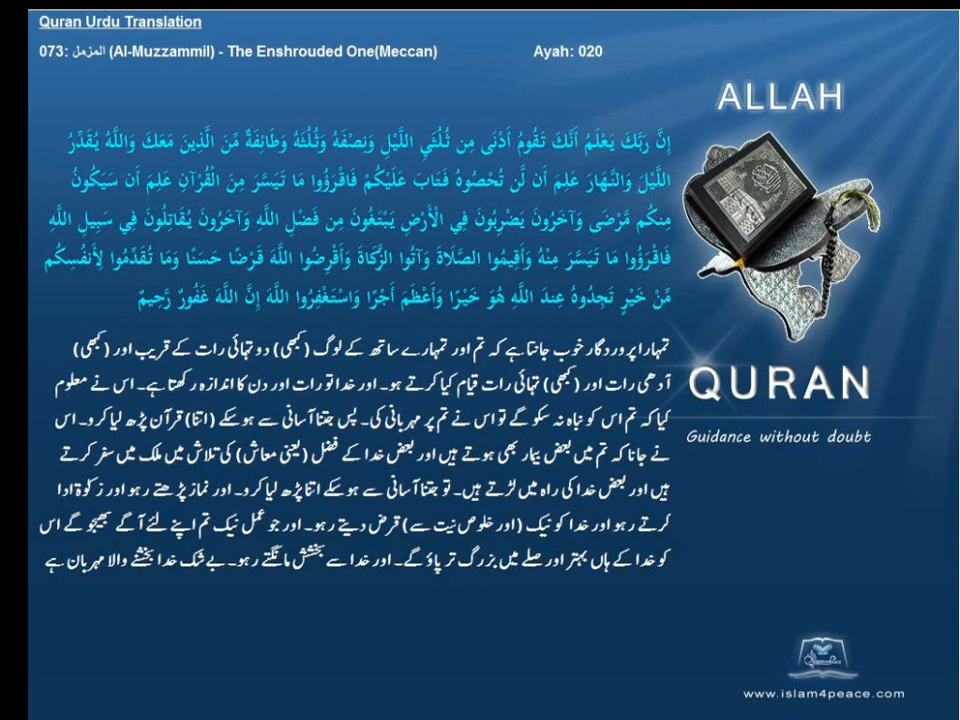 Quran Urdu Translation
073: المزمل (Al-Muzzammil) - The Enshrouded One(Meccan) Ayah: 020
ALLAH
إِنَّ رَبَّكَ يَعْلَمُ أَنَّكَ تَقُومُ أَدْنَى مِن ثُلُثَيِ اللَّيْلِ وَنِصْفَهُ وَثُلُثَهُ وَطَائِفَةٌ مِّنَ الَّذِينَ مَعَكَ وَاللَّهُ يُقَدِّرُ
اللَّيْلَ وَالنَّهَارَ عَلِمَ أَن لَّن تُحْصُوهُ فَتَابَ عَلَيْكُمْ فَاقْرَؤُوا مَا تَيَسَّرَ مِنَ الْقُرْآنِ عَلِمَ أَن سَيَكُونُ
مِنكُم مَّرْضَى وَآخَرُونَ يَضْرِبُونَ فِي الْأَرْضِ يَبْتَغُونَ مِن فَضْلِ اللَّهِ وَآخَرُونَ يُقَاتِلُونَ فِي سَبِيلِ اللَّهِ
فَاقْرَؤُوا مَا تَيَسَّرَ مِنْهُ وَأَقِيمُوا الصَّلَاةَ وَآتُوا الزَّكَاةَ وَأَقْرِضُوا اللَّهَ قَرْضًا حَسَنًا وَمَا تُقَدِّمُوا لِأَنفُسِكُم
مِّنْ خَيْرٍ تَجِدُوهُ عِندَ اللَّهِ هُوَ خَيْرًا وَأَعْظَمَ أَجْرًا وَاسْتَغْفِرُوا اللَّهَ إِنَّ اللَّهَ غَفُورٌ رَّحِيمٌ
تمہارا پروردگار خوب جانتا ہے کہ تم اور تمہارے ساتھ کے لوگ (کبھی) دو تہائی رات کے قریب اور (کبھی)
آدھی رات اور (کبھی) تہائی رات قیام کیا کرتے ہو۔ اور خدا تو رات اور دن کا اندازہ رکھتا ہے۔ اس نے معلوم
کیا کہ تم اس کو نباہ نہ سکو گے تو اس نے تم پر مہربانی کی۔ پس جتنا آسانی سے ہو سکے (اتنا) قرآن پڑھ لیا کرو۔ اس
نے جانا کہ تم میں بعض بیمار بھی ہوتے ہیں اور بعض خدا کے فضل (یعنی معاش) کی تلاش میں ملک میں سفر کرتے
ہیں اور بعض خدا کی راہ میں لڑتے ہیں۔ تو جتنا آسانی سے ہو سکے اتنا پڑھ لیا کرو۔ اور نماز پڑھتے رہو اور زکوٰة ادا
کرتے رہو اور خدا کو نیک (اور خلوص نیت سے) قرض دیتے رہو۔ اور جو عمل نیک تم اپنے لئے آگے بھیجو گے اس
کو خدا کے ہاں بہتر اور صلے میں بزرگ تر پاؤ گے۔ اور خدا سے بخشش مانگتے رہو۔ بے شک خدا بخشنے والا مہربان ہے
QURAN
Guidance without doubt
www.islam4peace.com